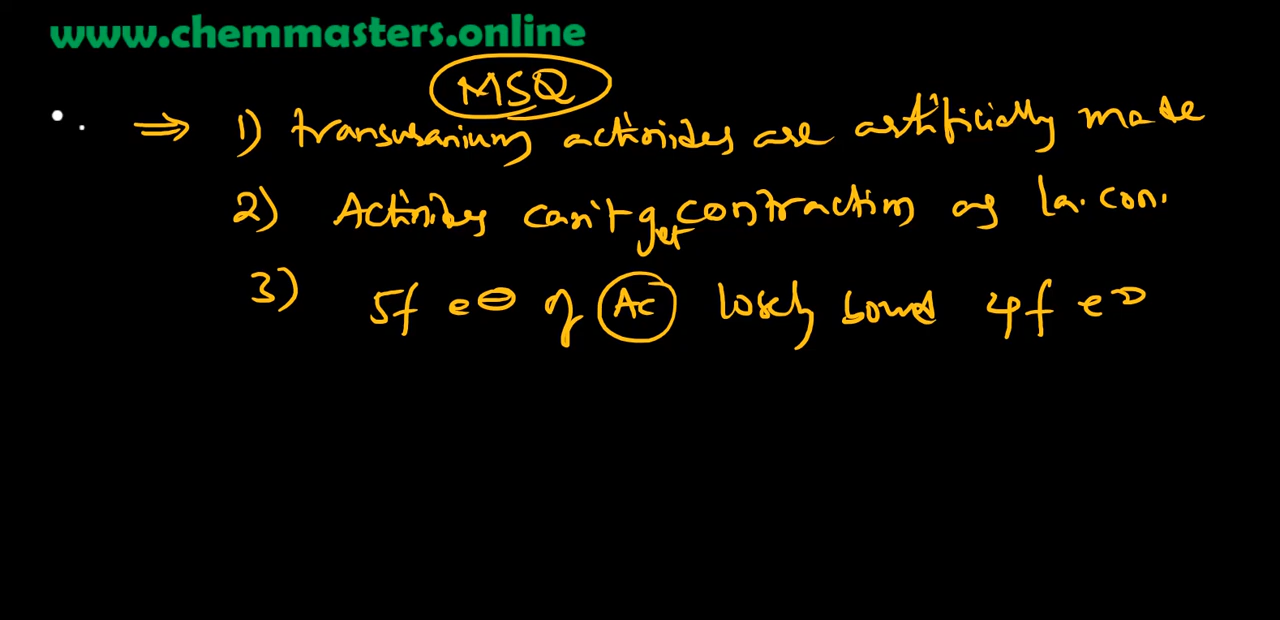 www.chemmasters.online
MSQ
⇒ 1) transuranium actinides are artificially made
2) Actinides can't get contraction as la. con.
3) 5f e⊖ of Ac losely bound 4f e⊖